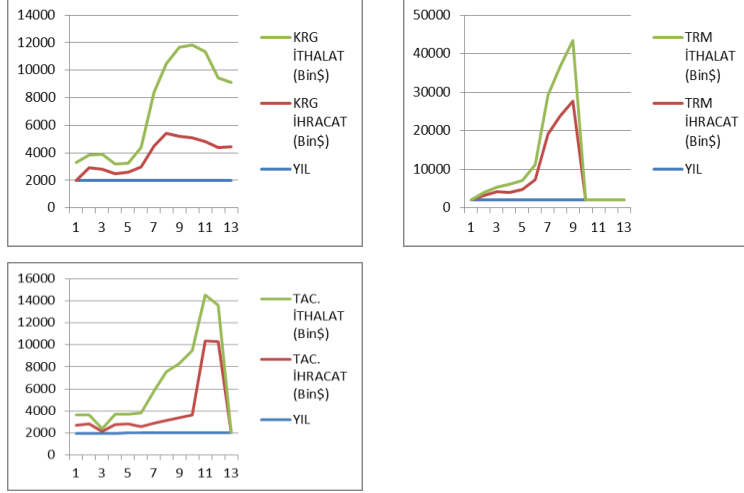 14000
12000
10000
8000
6000
4000
2000
0
1 3 5 7 9 11 13
KRG
İTHALAT
(Bin$)
KRG
İHRACAT
(Bin$)
YIL
50000
40000
30000
20000
10000
0
1 3 5 7 9 11 13
TRM
İTHALAT
(Bin$)
TRM
İHRACAT
(Bin$)
YIL
16000
14000
12000
10000
8000
6000
4000
2000
0
1 3 5 7 9 11 13
TAC.
İTHALAT
(Bin$)
TAC.
İHRACAT
(Bin$)
YIL